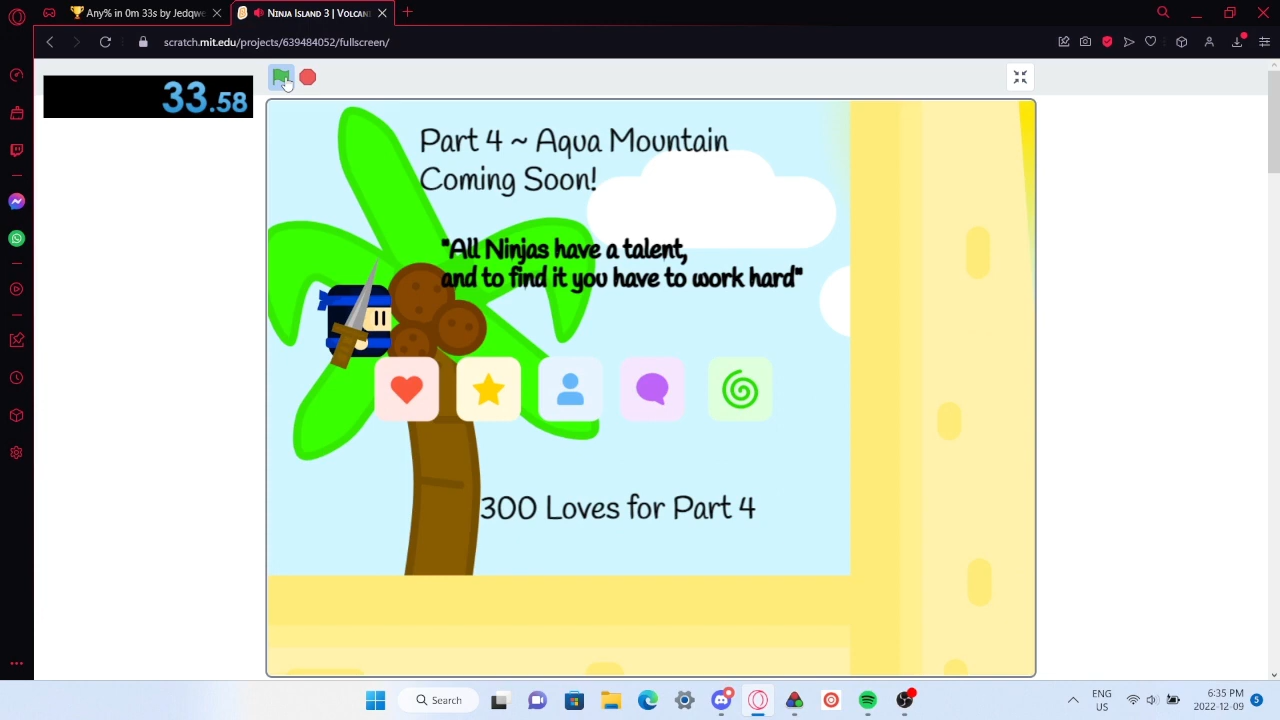 Any% in 0m 33s by Jedqwe
Ninja Island 3 | Volcan
scratch.mit.edu/projects/639484052/fullscreen/
33.58
Part 4 ~ Aqua Mountain
Coming Soon!
"All Ninjas have a talent,
and to find it you have to work hard"
300 Loves for Part 4
Search
ENG
US
6:35 PM
2022-12-09
5